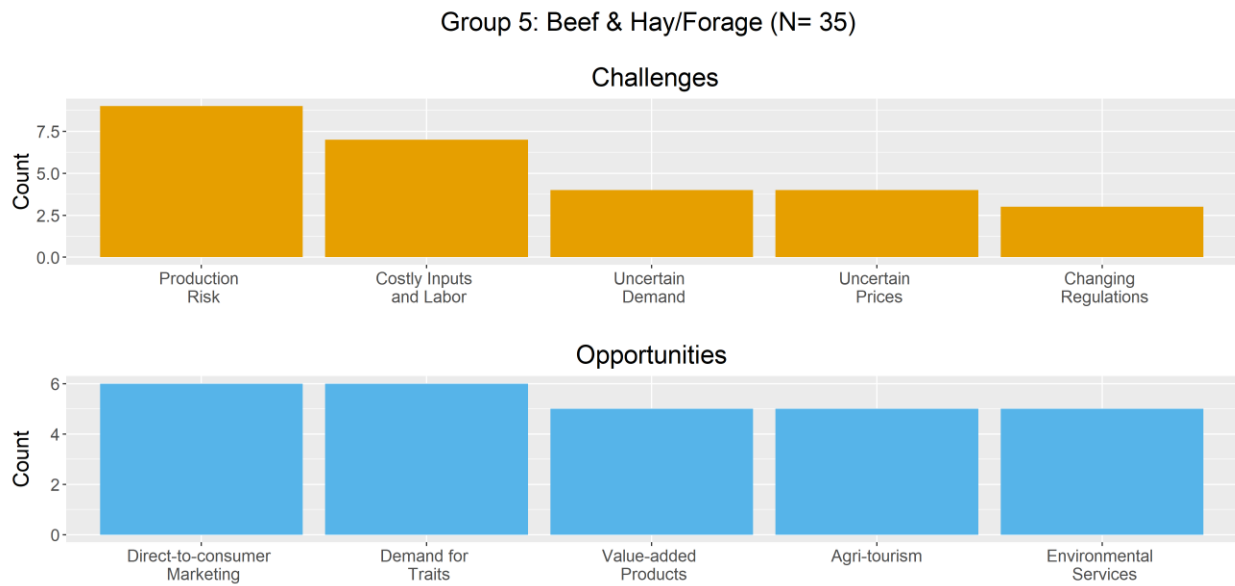 Group 5: Beef & Hay/Forage (N= 35)
Challenges
Count
7.5
5.0
2.5
0.0
Production
Risk
Costly Inputs
and Labor
Uncertain
Demand
Uncertain
Prices
Changing
Regulations
Opportunities
Count
6
4
2
0
Direct-to-consumer
Marketing
Demand for
Traits
Value-added
Products
Agri-tourism
Environmental
Services